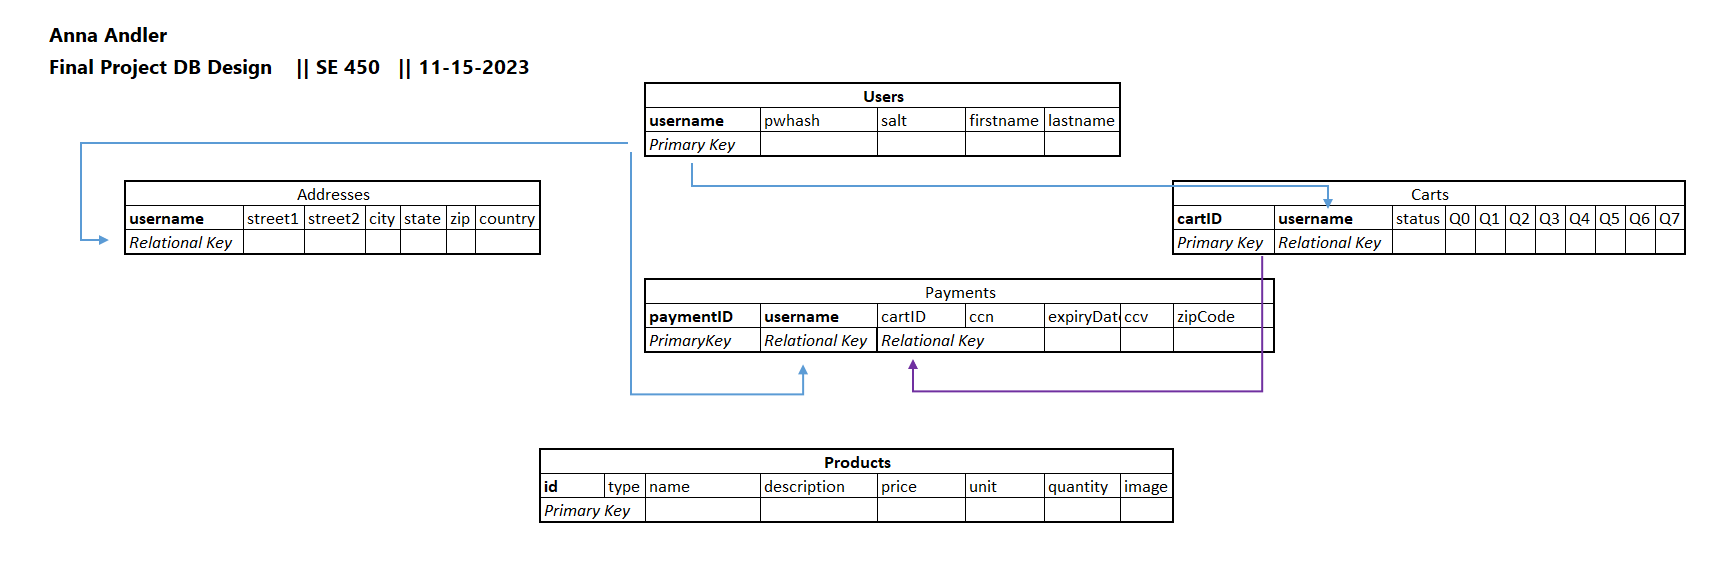 Anna Andler
Final Project DB Design || SE 450 || 11-15-2023
Users
username pwhash salt firstname lastname
Primary Key
Addresses
username street1 street2 city state zip country
Relational Key
Carts
cartID username status Q0 Q1 Q2 Q3 Q4 Q5 Q6 Q7
Primary Key Relational Key
Payments
paymentID username cartID ccn expiryDat ccv zipCode
PrimaryKey Relational Key Relational Key
Products
id type name description price unit quantity image
Primary Key